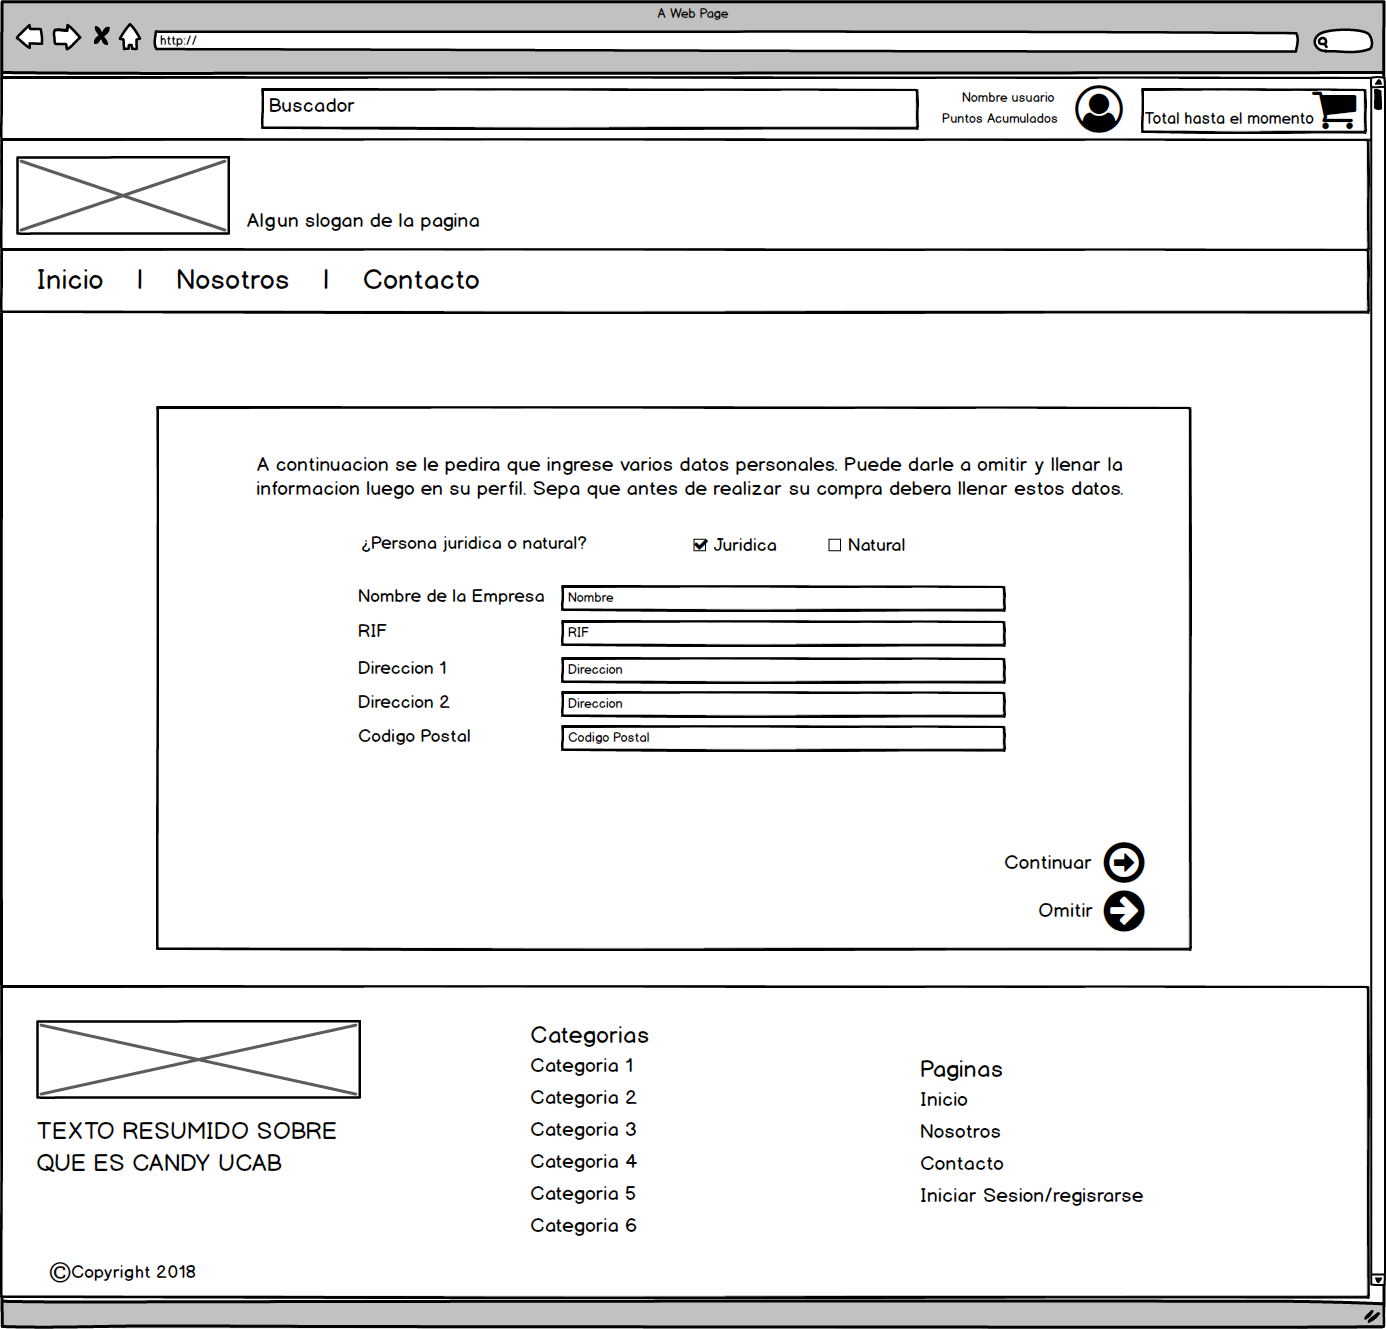 A Web Page
http://
Buscador
Nombre usuario
Puntos Acumulados
Total hasta el momento
Algun slogan de la pagina
Inicio | Nosotros | Contacto
A continuacion se le pedira que ingrese varios datos personales. Puede darle a omitir y llenar la
informacion luego en su perfil. Sepa que antes de realizar su compra debera llenar estos datos.
¿Persona juridica o natural? Juridica Natural
Nombre de la Empresa Nombre
RIF RIF
Direccion 1 Direccion
Direccion 2 Direccion
Codigo Postal Codigo Postal
Continuar
Omitir
TEXTO RESUMIDO SOBRE
QUE ES CANDY UCAB
©Copyright 2018
Categorias
Categoria 1
Categoria 2
Categoria 3
Categoria 4
Categoria 5
Categoria 6
Paginas
Inicio
Nosotros
Contacto
Iniciar Sesion/regisrarse